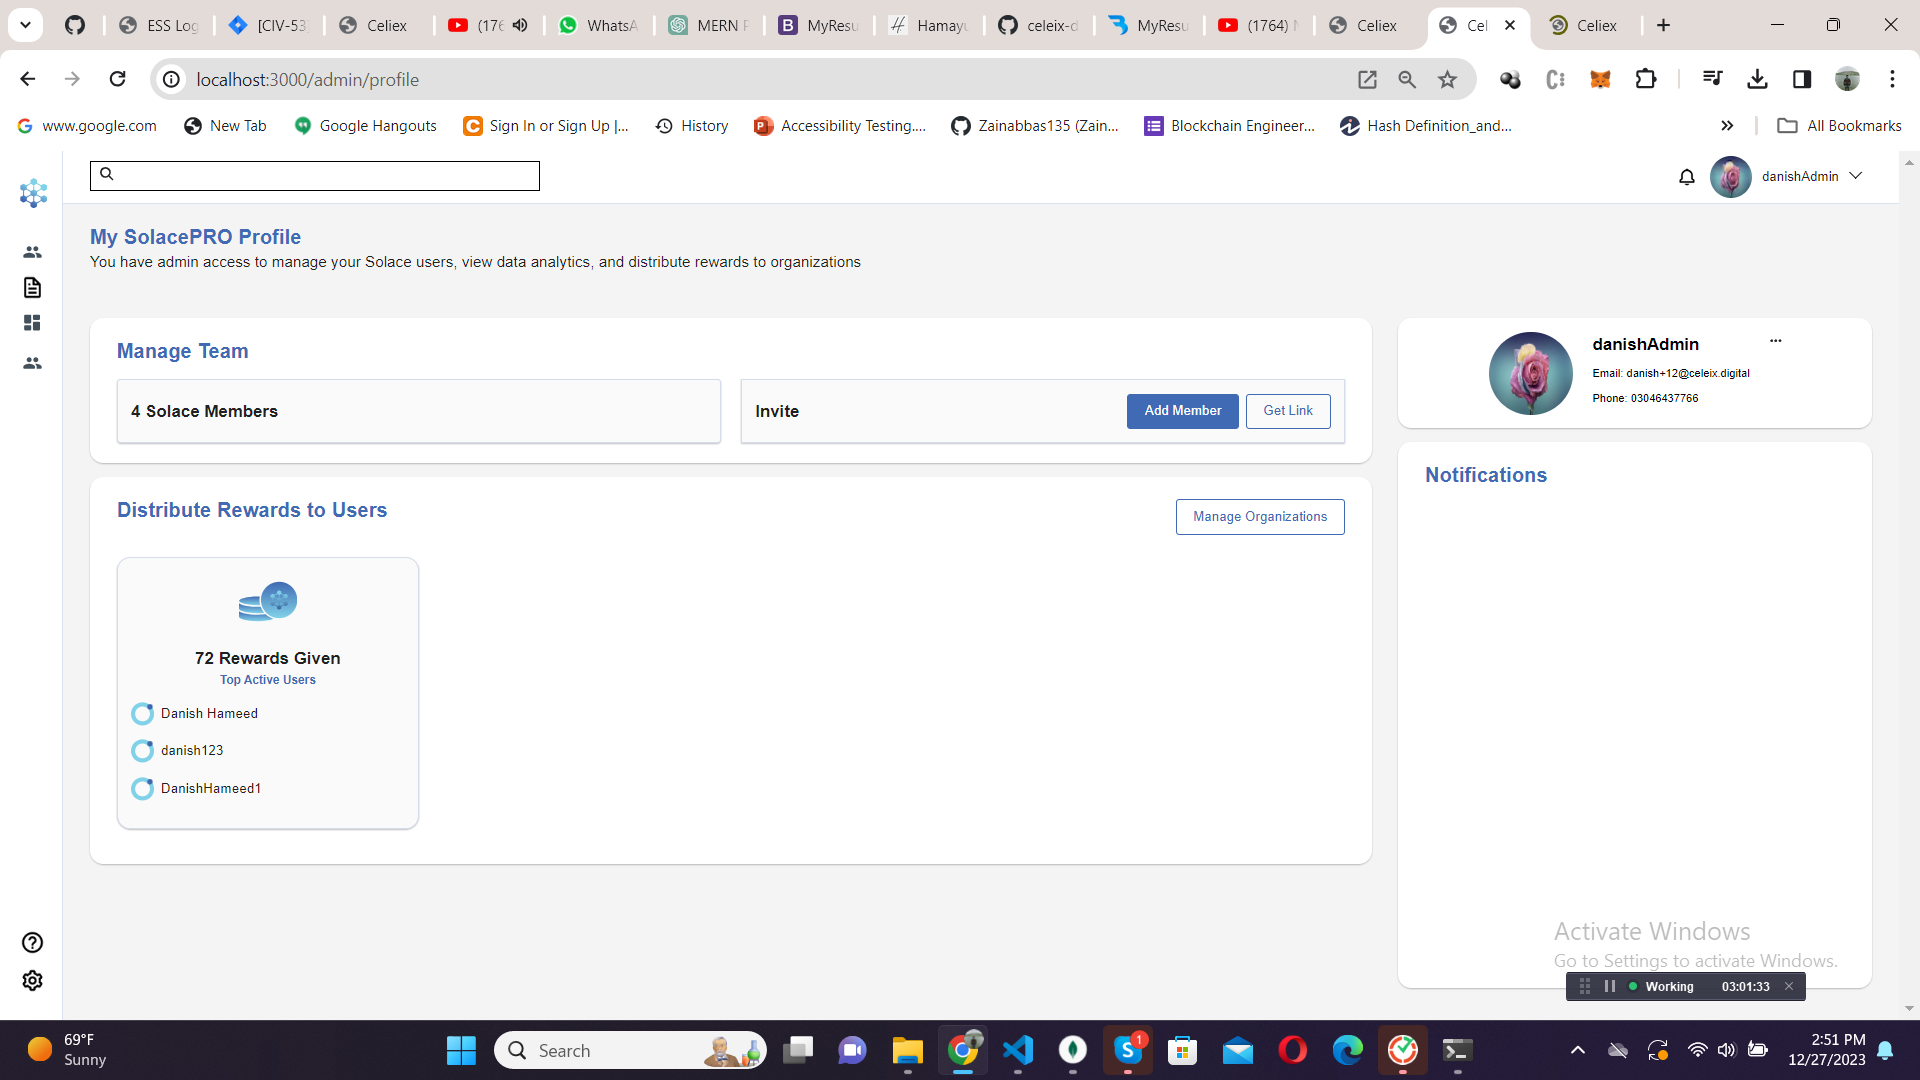 ESS Log
[CIV-53
Celiex
(176
WhatsA
MERN P
MyResu
Hamayu
celeix-d
MyResu
(1764) N
Celiex
Cel
Celiex
localhost:3000/admin/profile
www.google.com
New Tab
Google Hangouts
Sign In or Sign Up |...
History
Accessibility Testing....
Zainabbas135 (Zain...
Blockchain Engineer...
Hash Definition_and...
All Bookmarks
danishAdmin
My SolacePRO Profile
You have admin access to manage your Solace users, view data analytics, and distribute rewards to organizations
Manage Team
4 Solace Members
Invite
Add Member
Get Link
danishAdmin
Email: danish+12@celeix.digital
Phone: 03046437766
Distribute Rewards to Users
Manage Organizations
72 Rewards Given
Top Active Users
Danish Hameed
danish123
DanishHameed1
Notifications
Activate Windows
Go to Settings to activate Windows.
Working 03:01:33
69°F
Sunny
Search
1
2:51 PM
12/27/2023